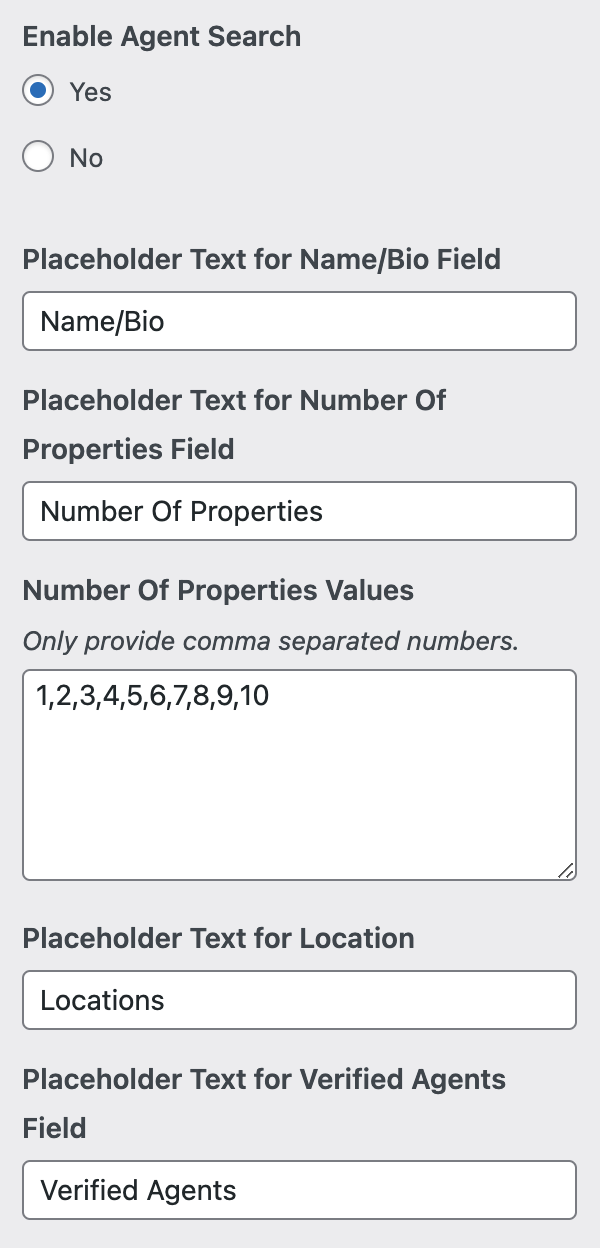 Enable Agent Search
Yes
No
Placeholder Text for Name/Bio Field
Name/Bio
Placeholder Text for Number Of
Properties Field
Number Of Properties
Number Of Properties Values
Only provide comma separated numbers.
1,2,3,4,5,6,7,8,9,10
Placeholder Text for Location
Locations
Placeholder Text for Verified Agents
Field
Verified Agents